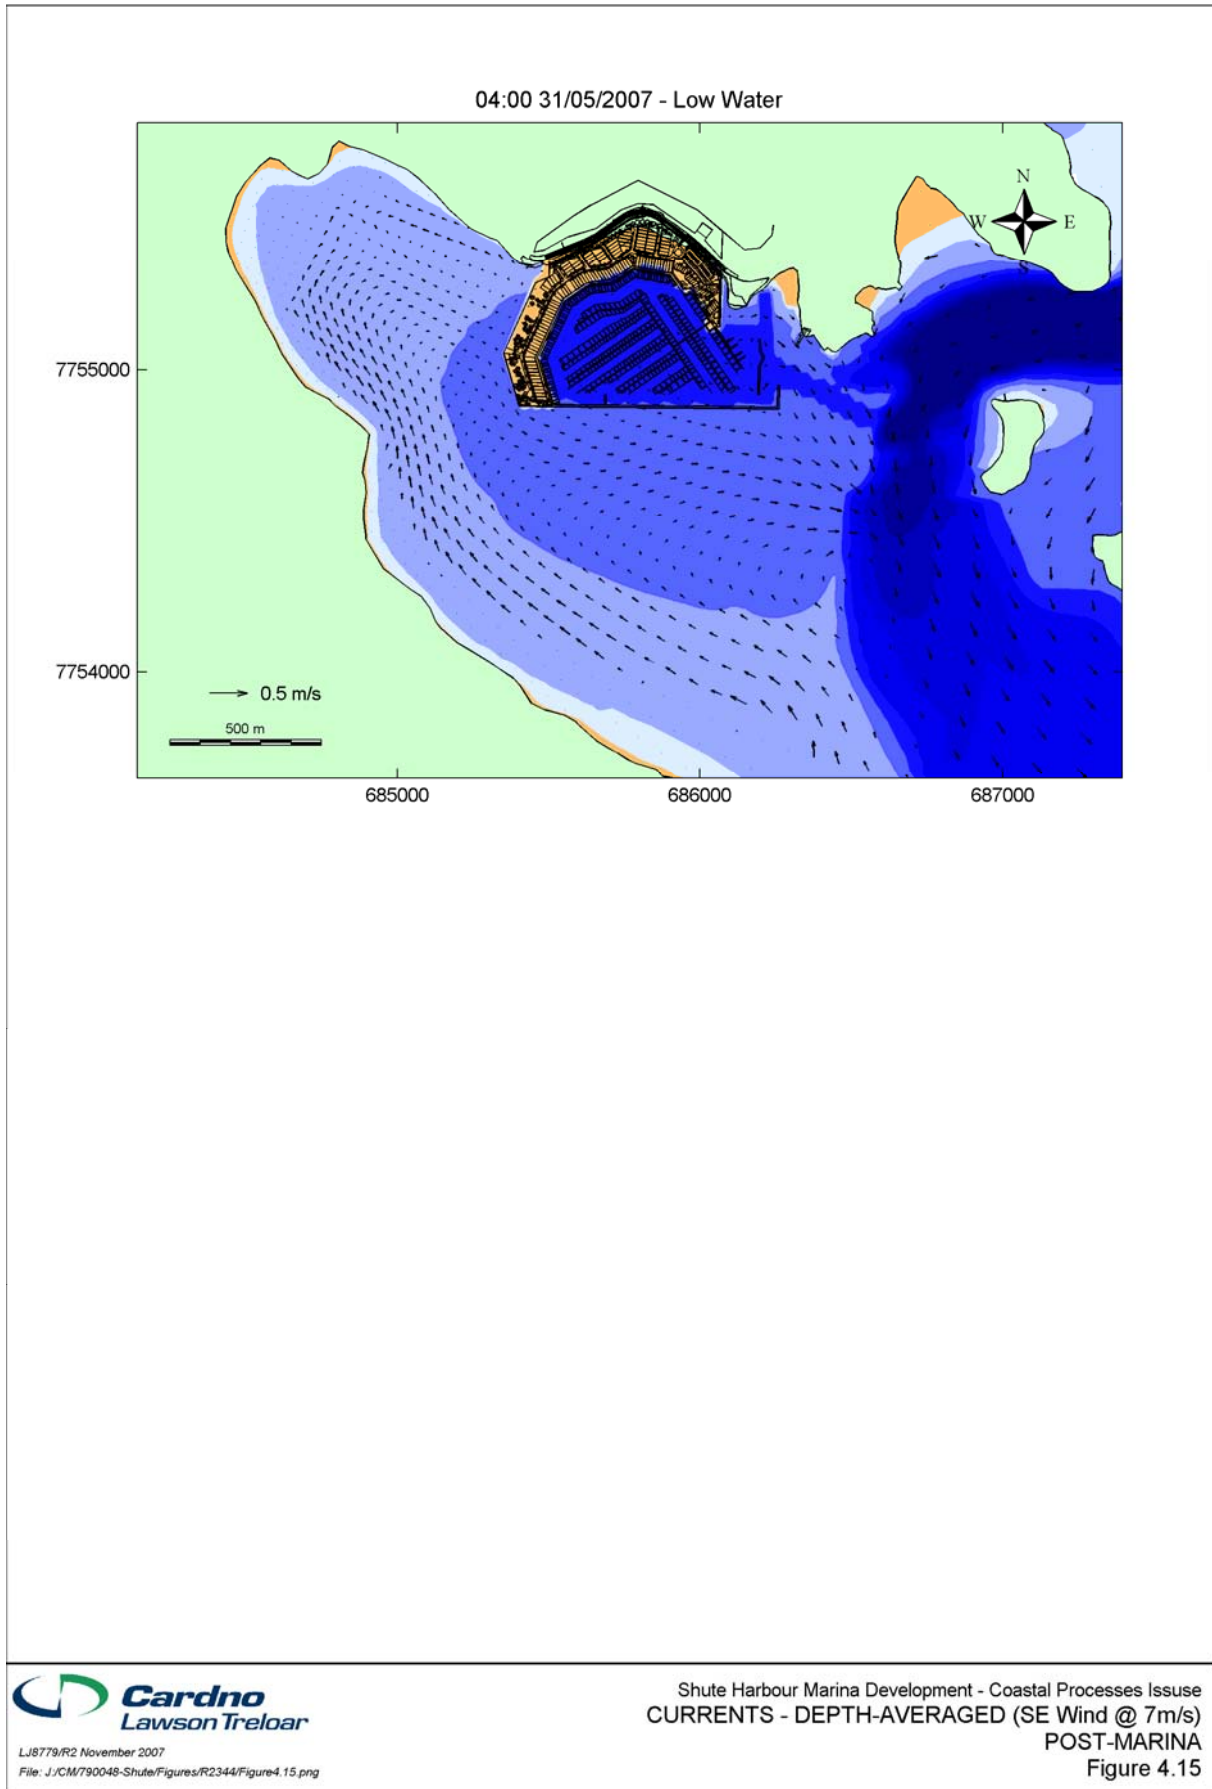 04:00 31/05/2007 - Low Water
N
W E
S
7755000
7754000
0.5 m/s
500 m
685000 686000 687000
Cardno
Lawson Treloar
LJ8779/R2 November 2007
File: J:/CM/790048-Shute/Figures/R2344/Figure4.15.png
Shute Harbour Marina Development - Coastal Processes Issuse
CURRENTS - DEPTH-AVERAGED (SE Wind @ 7m/s)
POST-MARINA
Figure 4.15